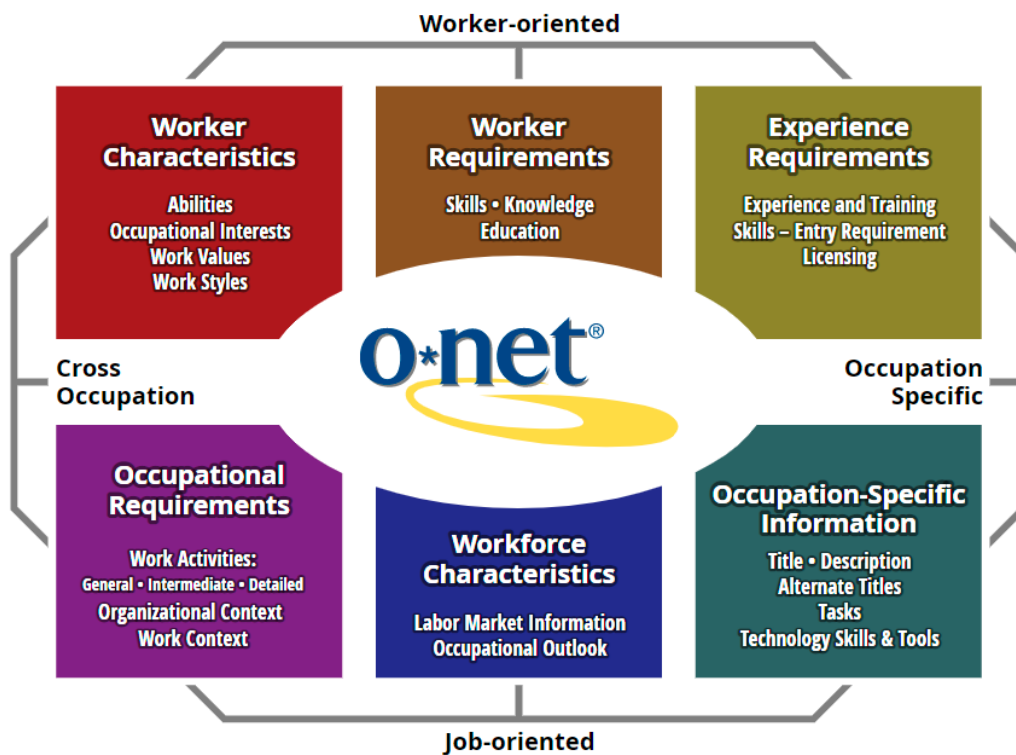 Worker-oriented
Worker
Characteristics
Abilities
Occupational Interests
Work Values
Work Styles
Worker
Requirements
Skills • Knowledge
Education
Experience
Requirements
Experience and Training
Skills – Entry Requirement
Licensing
Cross
Occupation
o*net®
Occupation
Specific
Occupational
Requirements
Work Activities:
General • Intermediate • Detailed
Organizational Context
Work Context
Workforce
Characteristics
Labor Market Information
Occupational Outlook
Occupation-Specific
Information
Title • Description
Alternate Titles
Tasks
Technology Skills & Tools
Job-oriented